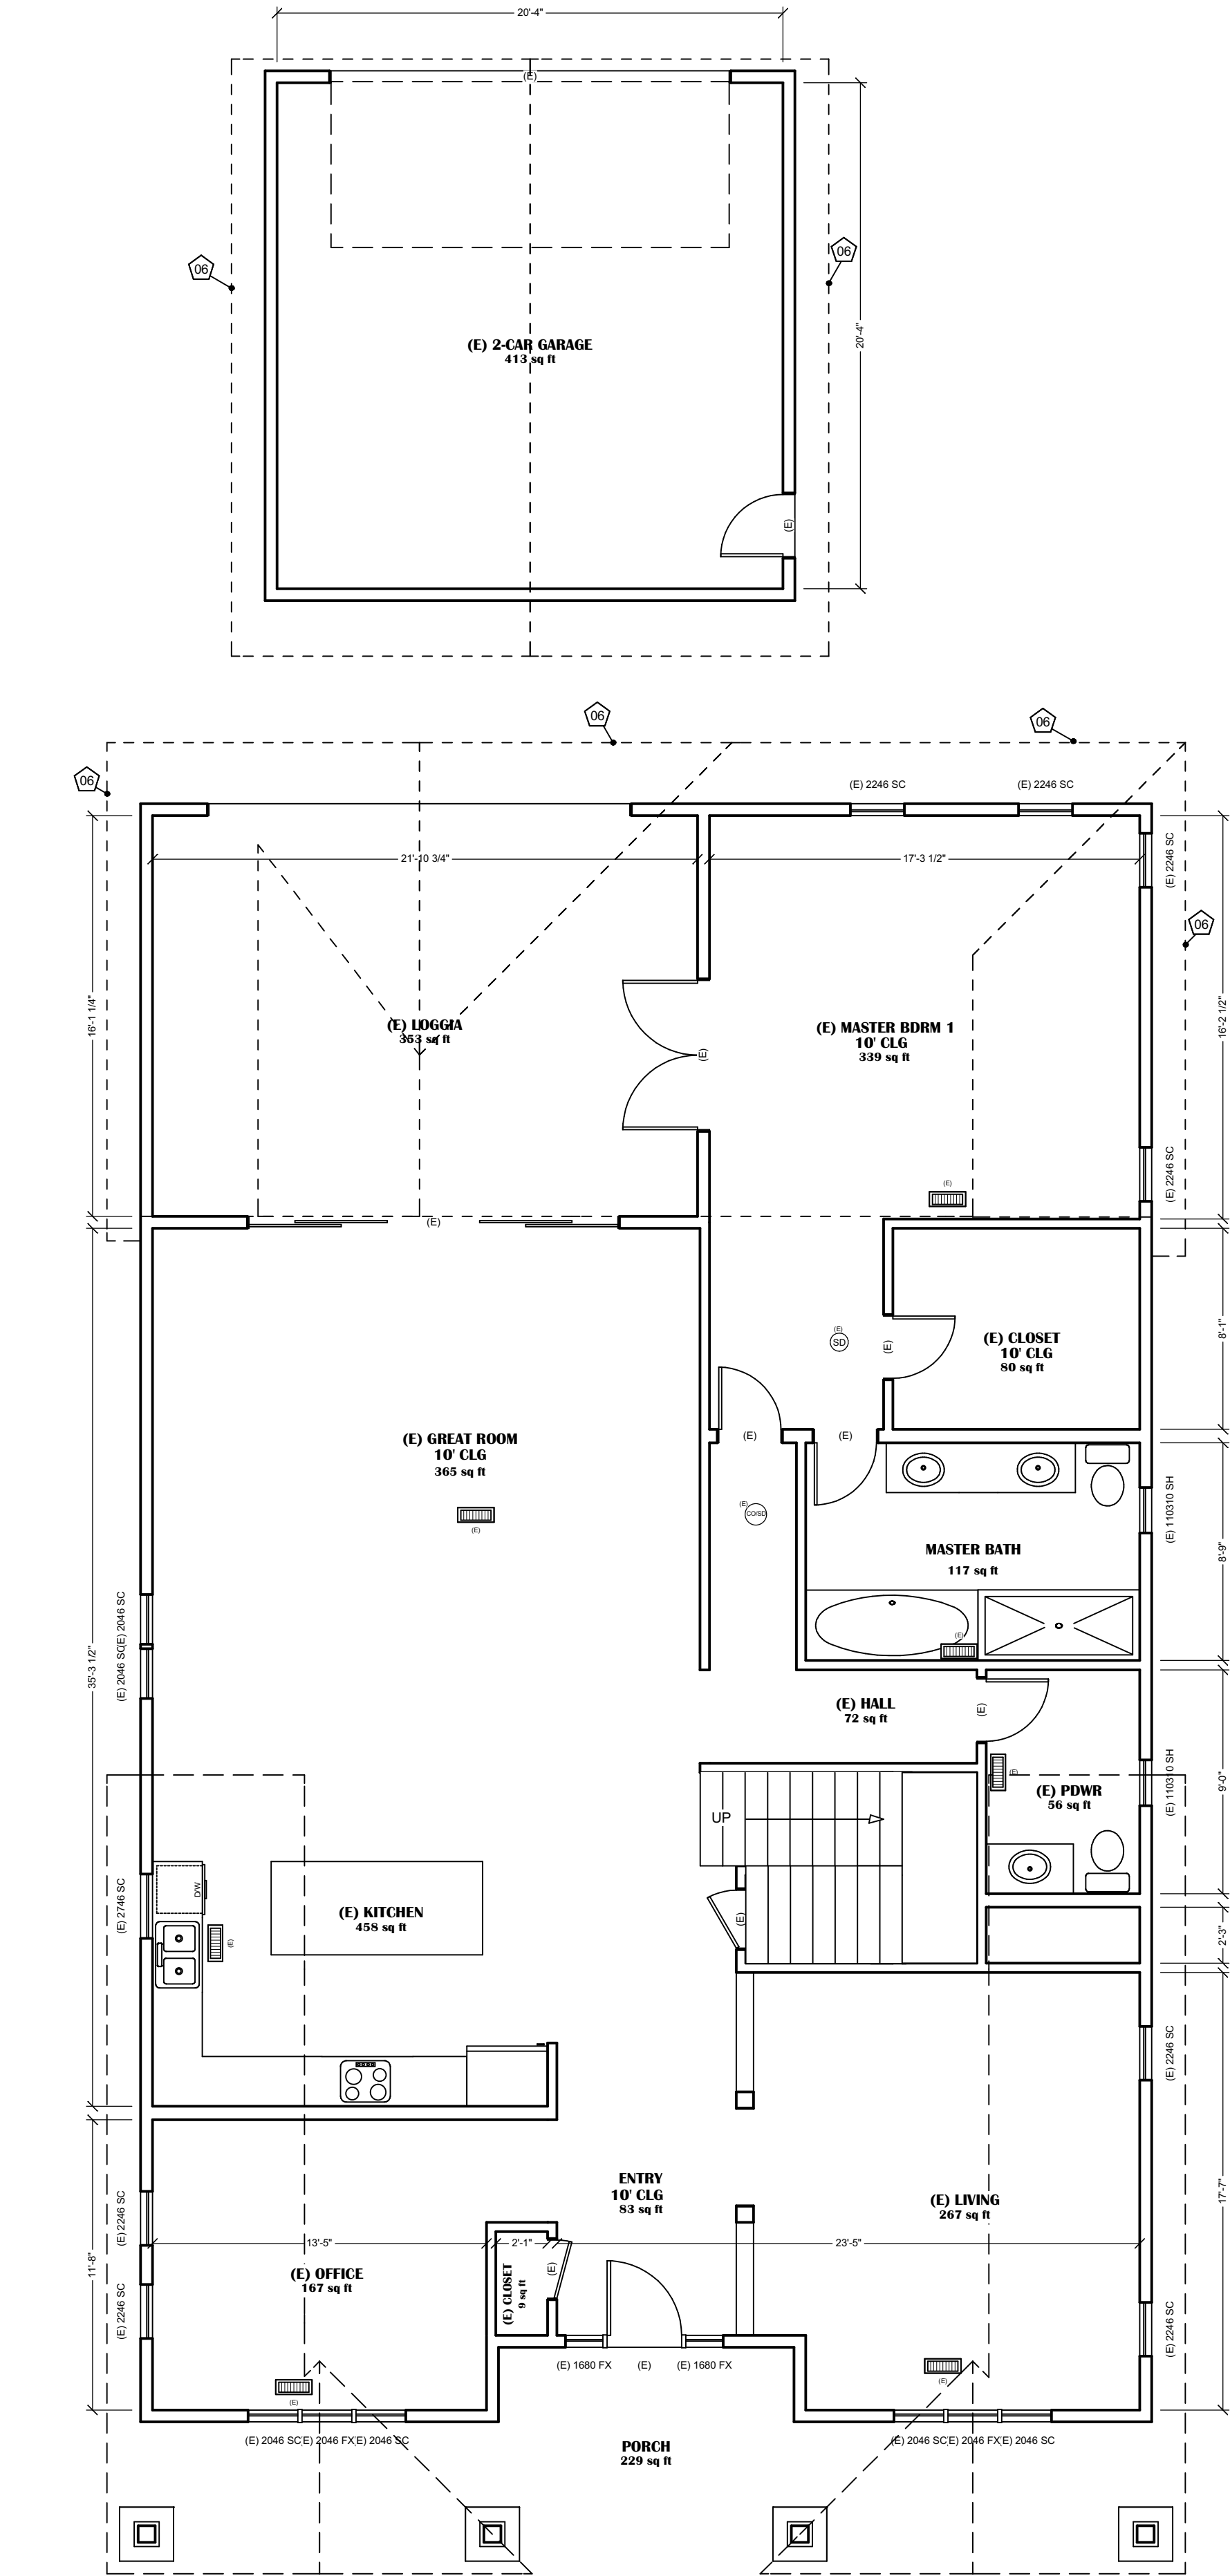 20'-4"
(E)
06
06
20'-4"
(E) 2-CAR GARAGE
413 sq ft
(E)
06
06
06
(E) 2246 SC
(E) 2246 SC
(E) 2246 SC
21'-10 3/4"
17'-3 1/2"
06
16'-1 1/4"
16'-2 1/2"
(E) LOGGIA
353 sq ft
(E)
(E) MASTER BDRM 1
10' CLG
339 sq ft
(E) 2246 SC
(E)
(E)
(E)
SD
(E)
(E) CLOSET
10' CLG
80 sq ft
8'-1"
(E) GREAT ROOM
10' CLG
365 sq ft
(E)
(E)
(E)
(E)
CO/SD
(E) 110310 SH
MASTER BATH
117 sq ft
8'-9"
(E)
(E) 2046 SC
(E) 2046 SC
35'-3 1/2"
(E) HALL
72 sq ft
(E)
(E)
(E) PDWR
56 sq ft
(E) 110310 SH
9'-0"
UP
(E) 2746 SC
D/W
(E)
(E) KITCHEN
458 sq ft
(E)
2'-3"
(E) 2246 SC
ENTRY
10' CLG
83 sq ft
(E) LIVING
267 sq ft
17'-7"
(E) 2246 SC
13'-5"
2'-1"
23'-5"
11'-8"
(E) OFFICE
167 sq ft
(E) CLOSET
9 sq ft
(E)
(E) 2246 SC
(E) 2246 SC
(E) 1680 FX
(E)
(E) 1680 FX
(E)
(E)
(E) 2046 SC
(E) 2046 FX
(E) 2046 SC
PORCH
229 sq ft
(E) 2046 SC
(E) 2046 FX
(E) 2046 SC